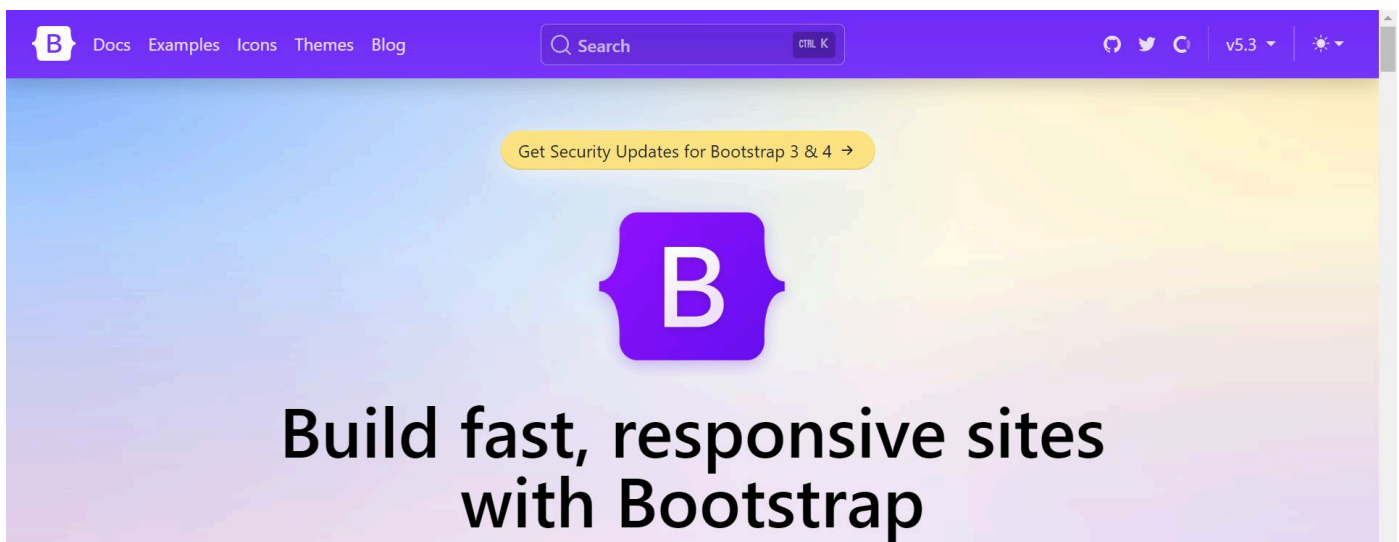 B Docs Examples Icons Themes Blog Search CTRL K v5.3
Get Security Updates for Bootstrap 3 & 4 →
B
Build fast, responsive sites
with Bootstrap